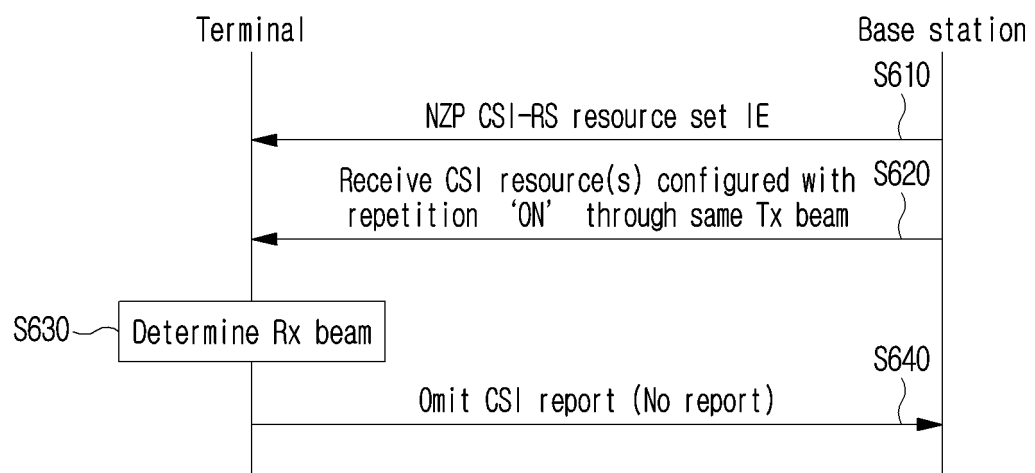 Terminal
Base station
S610
NZP CSI-RS resource set IE
Receive CSI resource(s) configured with
repetition ‘ON’ through same Tx beam
S620
S630
Determine Rx beam
S640
Omit CSI report (No report)